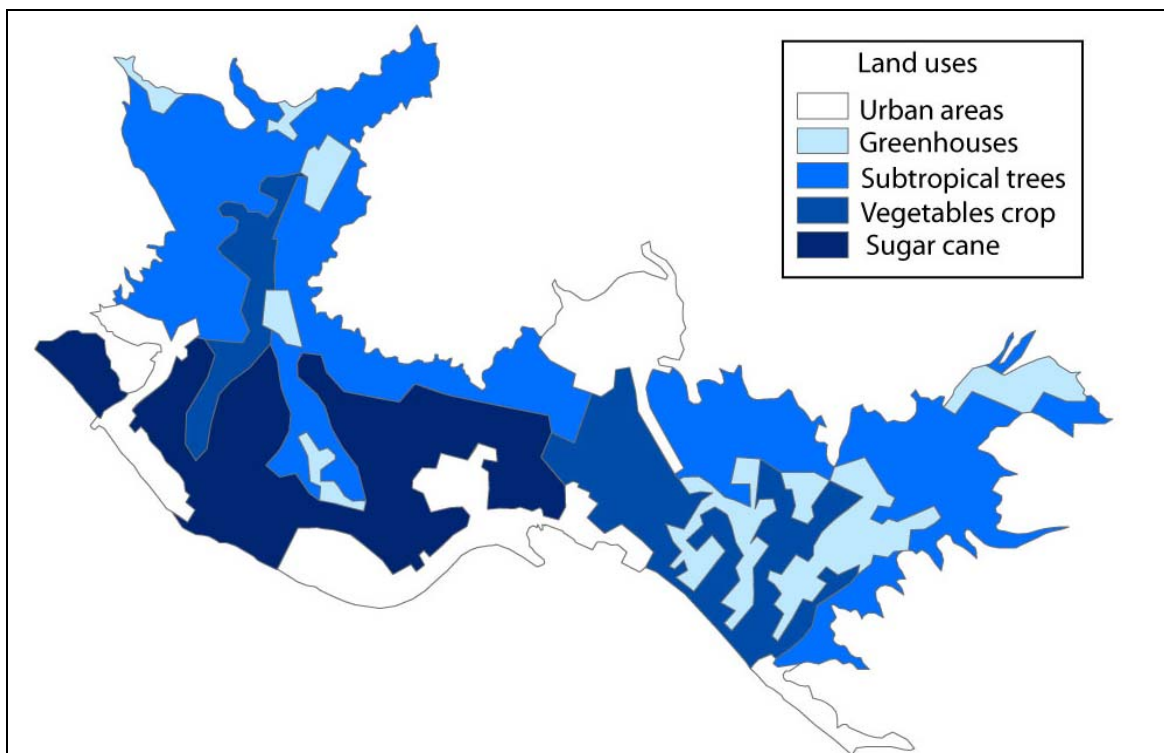 Land uses
Urban areas
Greenhouses
Subtropical trees
Vegetables crop
Sugar cane